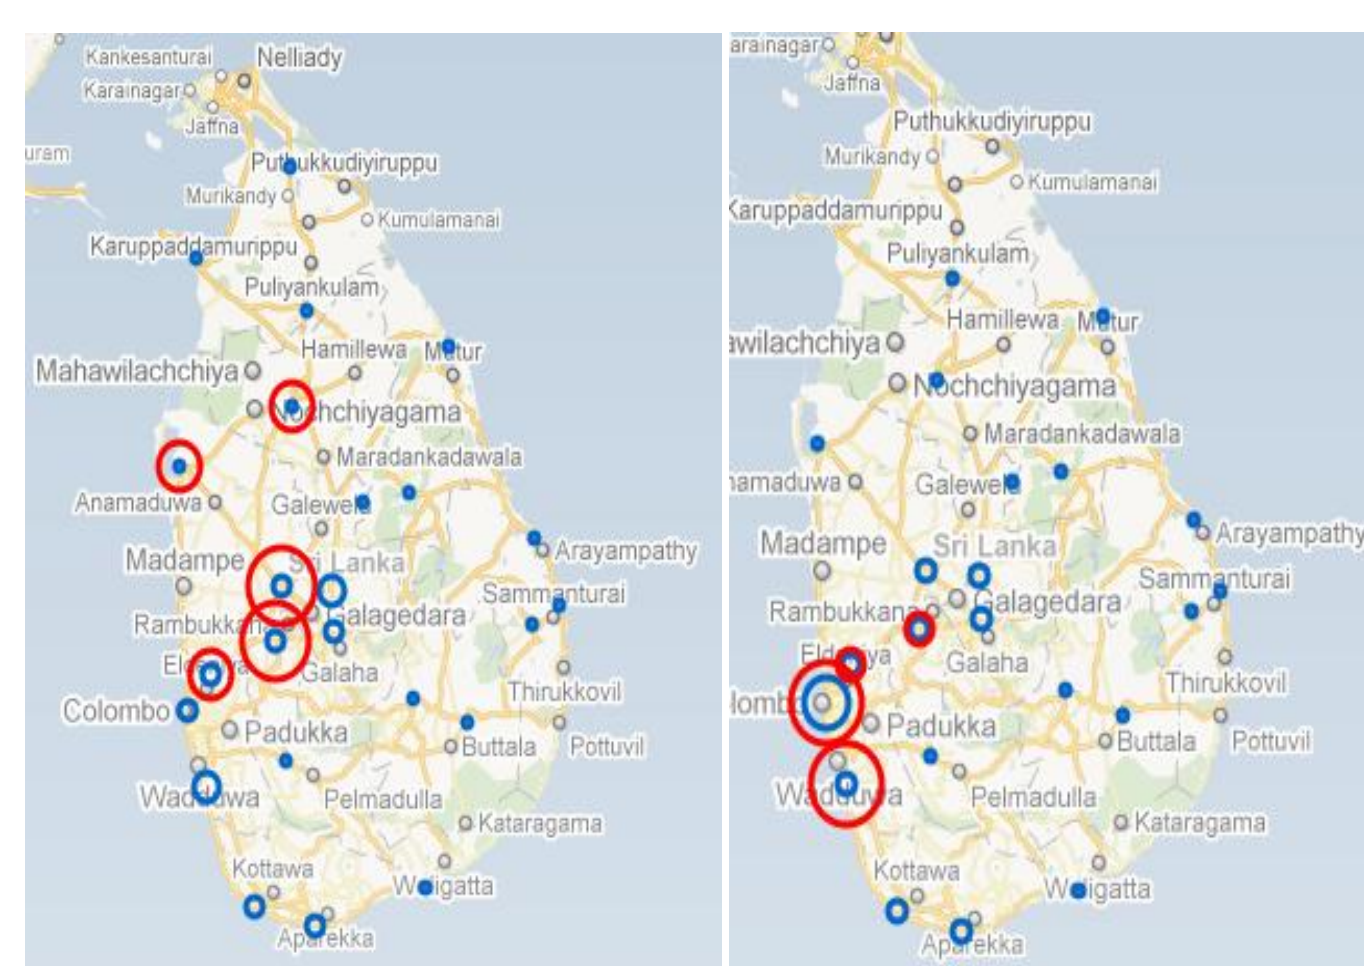 Kankesanturai
Nelliady
Karainagar
Jaffna
uram
Puthukkudiyiruppu
Murikandy
Kumulamanai
Karuppaddamurippu
Puliyankulam
Hamillewa
Mutur
Mahawilachchiya
Nochchiyagama
Maradankadawala
Anamaduwa
Galewela
Arayampathy
Madampe
Sri Lanka
Sammanturai
Rambukkana
Galagedara
Galaha
Thirukkovil
Colombo
Padukka
Buttala
Pottuvil
Wadduwa
Pelmadulla
Kataragama
Kottawa
Weligatta
Aparekka
arainagar
Jaffna
Puthukkudiyiruppu
Murikandy
Kumulamanai
Karuppaddamurippu
Puliyankulam
Hamillewa
Mutur
awilachchiya
Nochchiyagama
Maradankadawala
namaduwa
Galewela
Arayampathy
Madampe
Sri Lanka
Sammanturai
Rambukkana
Galagedara
Galaha
Thirukkovil
lombo
Padukka
Buttala
Pottuvil
Wadduwa
Pelmadulla
Kataragama
Kottawa
Weligatta
Aparekka